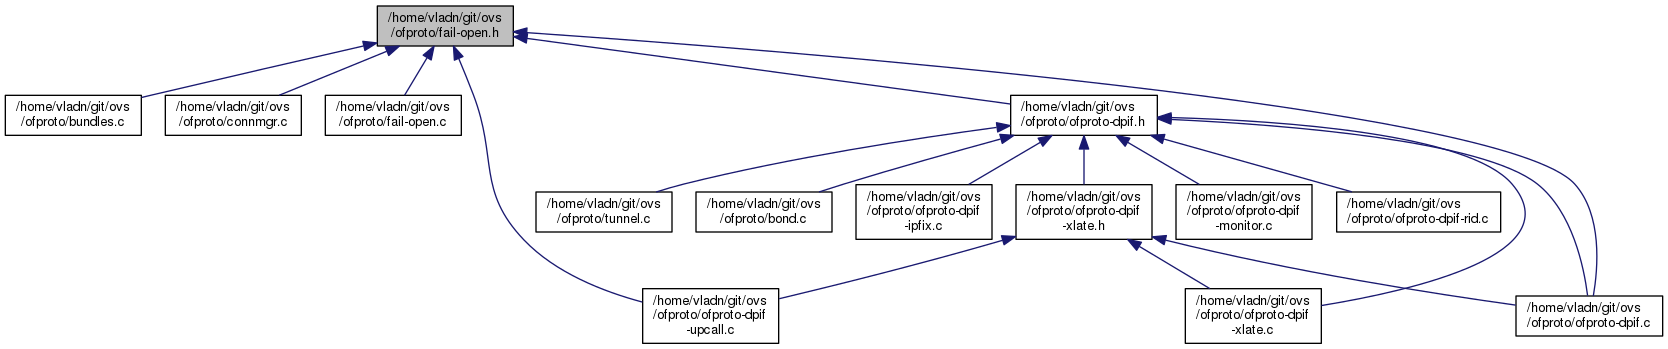 /home/vladn/git/ovs
/ofproto/fail-open.h
/home/vladn/git/ovs
/ofproto/bundles.c
/home/vladn/git/ovs
/ofproto/connmgr.c
/home/vladn/git/ovs
/ofproto/fail-open.c
/home/vladn/git/ovs
/ofproto/ofproto-dpif.h
/home/vladn/git/ovs
/ofproto/tunnel.c
/home/vladn/git/ovs
/ofproto/bond.c
/home/vladn/git/ovs
/ofproto/ofproto-dpif
-ipfix.c
/home/vladn/git/ovs
/ofproto/ofproto-dpif
-xlate.h
/home/vladn/git/ovs
/ofproto/ofproto-dpif
-monitor.c
/home/vladn/git/ovs
/ofproto/ofproto-dpif-rid.c
/home/vladn/git/ovs
/ofproto/ofproto-dpif
-upcall.c
/home/vladn/git/ovs
/ofproto/ofproto-dpif
-xlate.c
/home/vladn/git/ovs
/ofproto/ofproto-dpif.c